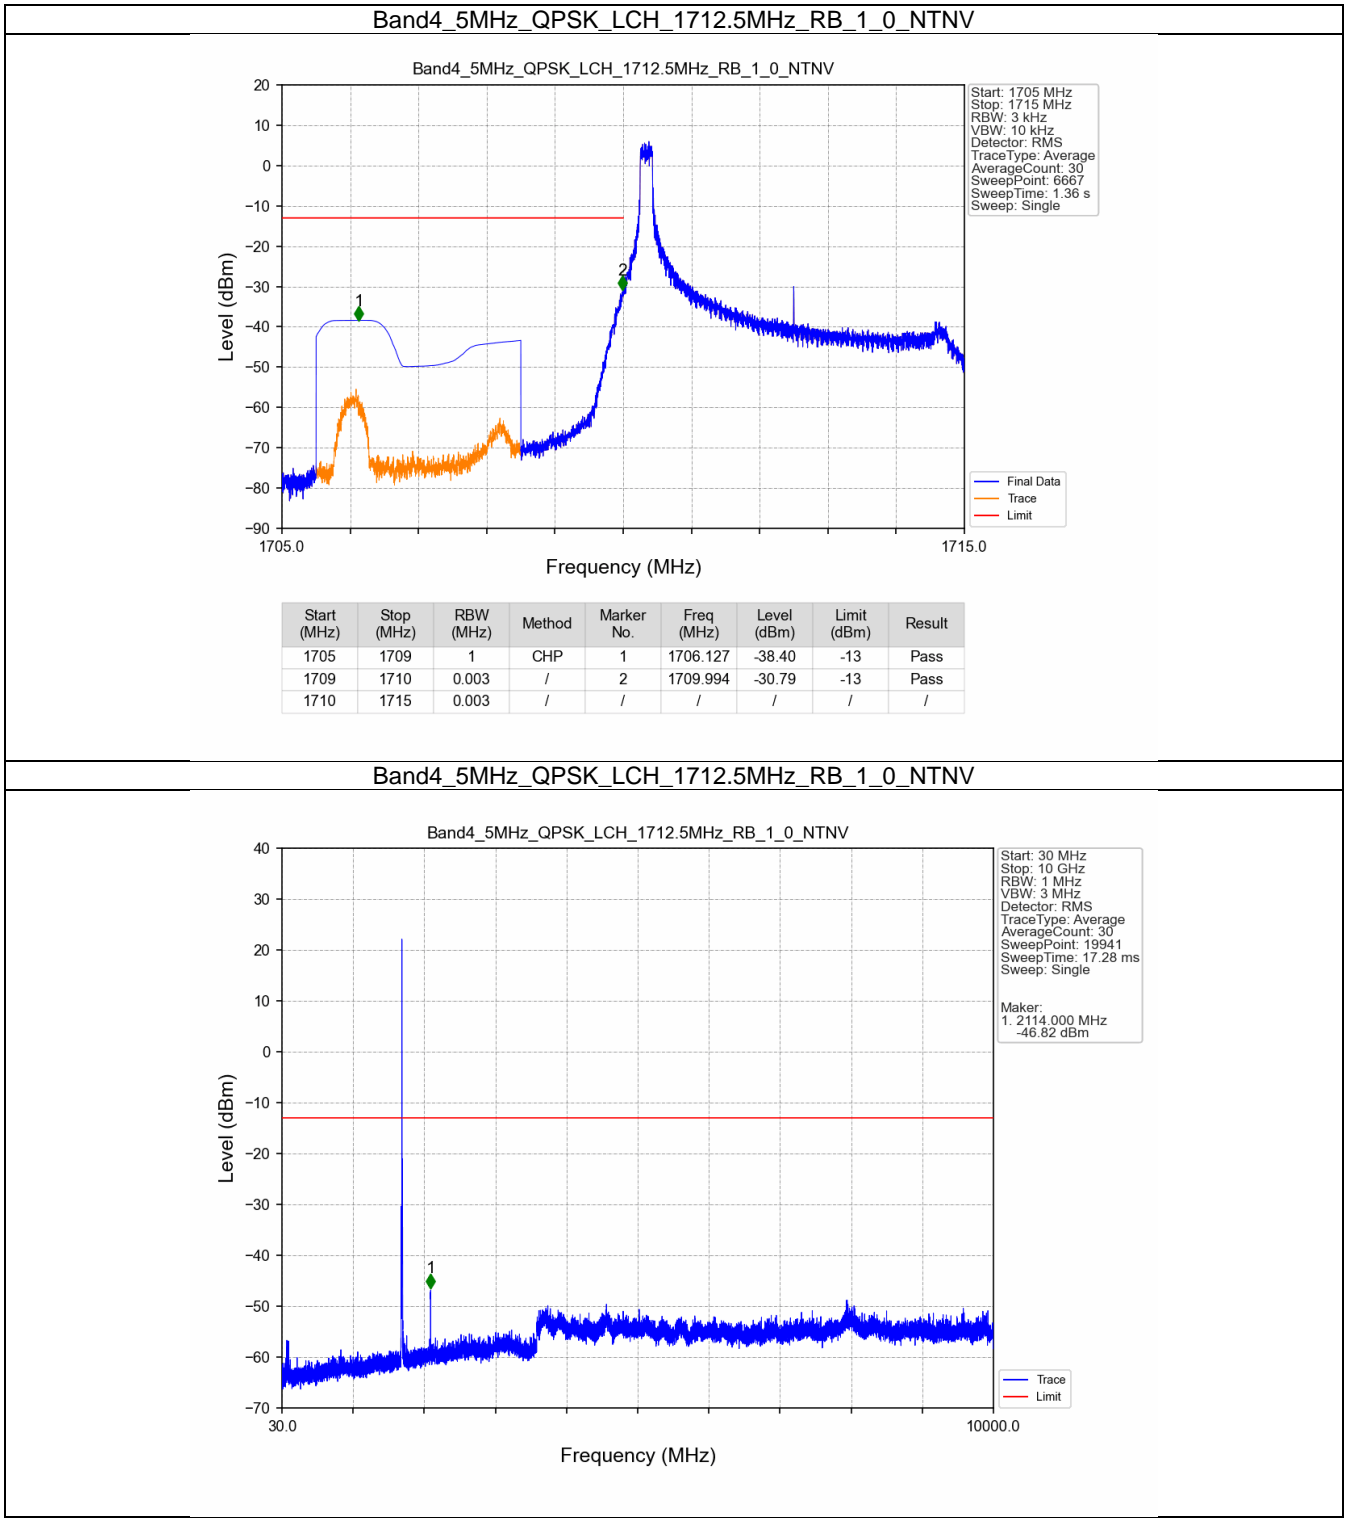 Band4_5MHz_QPSK_LCH_1712.5MHz_RB_1_0_NTNV
Band4_5MHz_QPSK_LCH_1712.5MHz_RB_1_0_NTNV
20
10
0
−10
−20
−30
−40
−50
−60
−70
−80
−90
Level (dBm)
1
2
1705.0
1715.0
Frequency (MHz)
Start: 1705 MHz
Stop: 1715 MHz
RBW: 3 kHz
VBW: 10 kHz
Detector: RMS
TraceType: Average
AverageCount: 30
SweepPoint: 6667
SweepTime: 1.36 s
Sweep: Single
Final Data
Trace
Limit
Start (MHz) Stop (MHz) RBW (MHz) Method Marker No. Freq (MHz) Level (dBm) Limit (dBm) Result
1705 1709 1 CHP 1 1706.127 -38.40 -13 Pass
1709 1710 0.003 / 2 1709.994 -30.79 -13 Pass
1710 1715 0.003 / / / / / /
Band4_5MHz_QPSK_LCH_1712.5MHz_RB_1_0_NTNV
Band4_5MHz_QPSK_LCH_1712.5MHz_RB_1_0_NTNV
40
30
20
10
0
−10
−20
−30
−40
−50
−60
−70
Level (dBm)
1
30.0
10000.0
Frequency (MHz)
Start: 30 MHz
Stop: 10 GHz
RBW: 1 MHz
VBW: 3 MHz
Detector: RMS
TraceType: Average
AverageCount: 30
SweepPoint: 19941
SweepTime: 17.28 ms
Sweep: Single
Maker:
1. 2114.000 MHz
-46.82 dBm
Trace
Limit